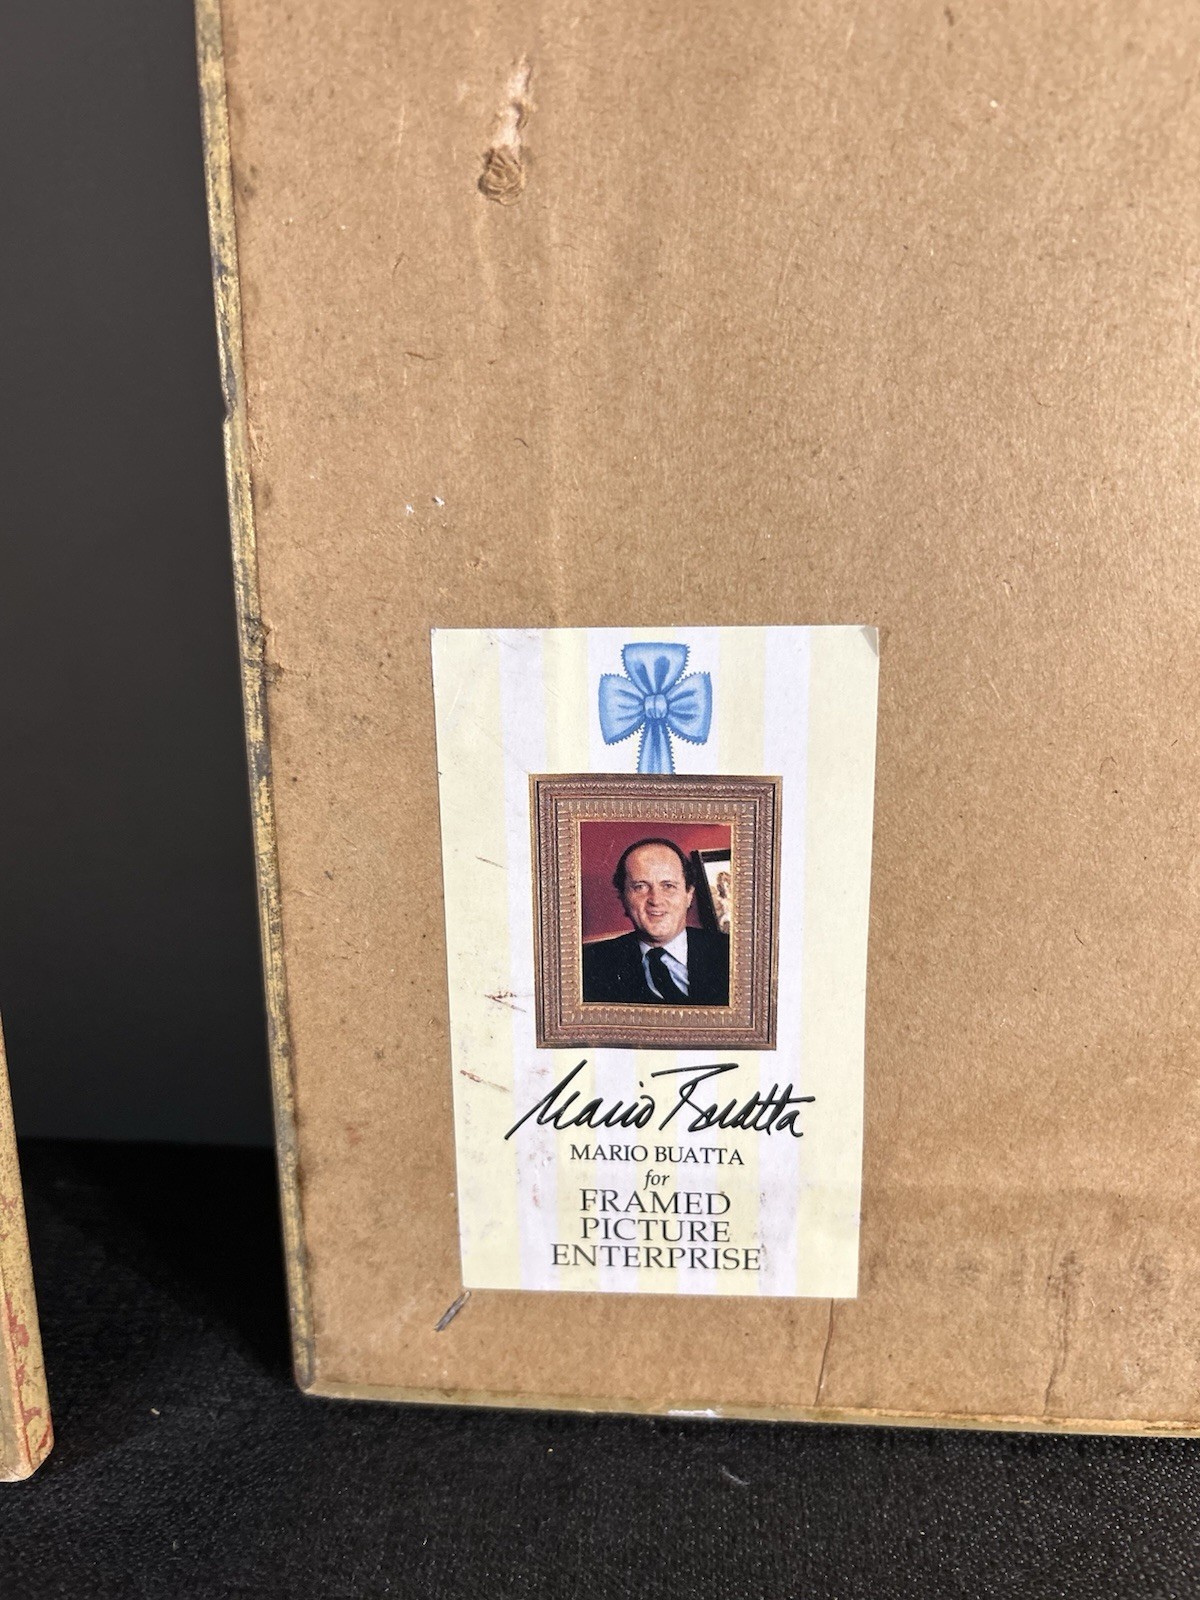 Mario Buatta
MARIO BUATTA
for
FRAMED
PICTURE
ENTERPRISE